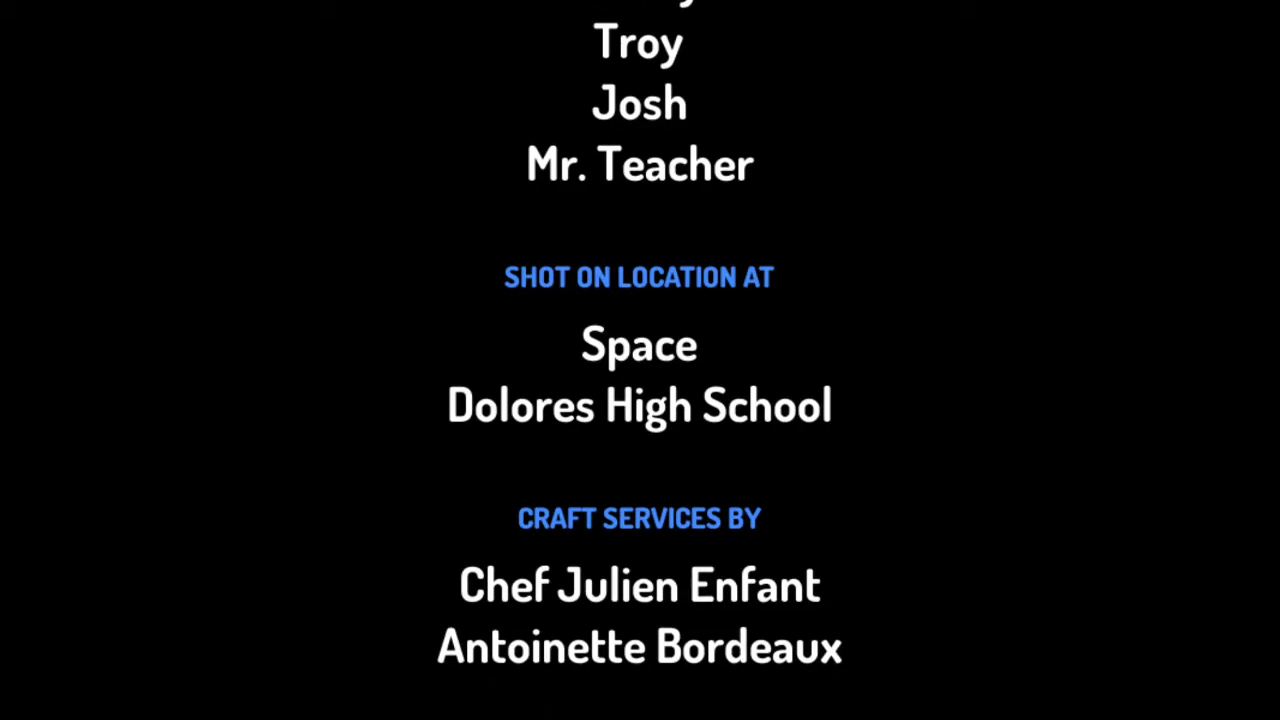 Troy
Josh
Mr. Teacher
SHOT ON LOCATION AT
Space
Dolores High School
CRAFT SERVICES BY
Chef Julien Enfant
Antoinette Bordeaux